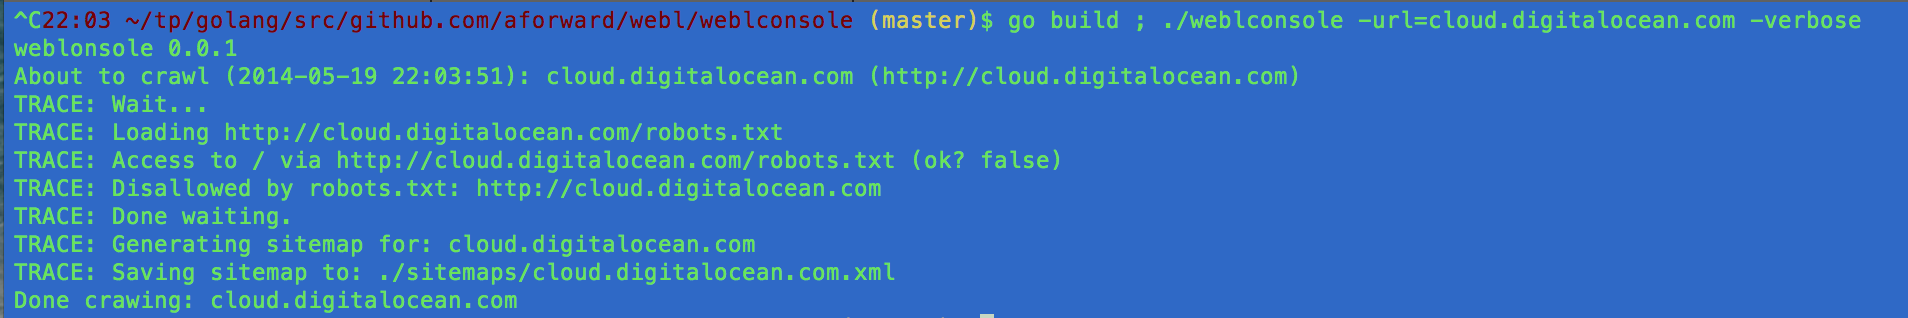 ^C22:03 ~/tp/golang/src/github.com/aforward/webl/weblconsole (master)$ go build ; ./weblconsole -url=cloud.digitalocean.com -verbose
weblonsole 0.0.1
About to crawl (2014-05-19 22:03:51): cloud.digitalocean.com (http://cloud.digitalocean.com)
TRACE: Wait...
TRACE: Loading http://cloud.digitalocean.com/robots.txt
TRACE: Access to / via http://cloud.digitalocean.com/robots.txt (ok? false)
TRACE: Disallowed by robots.txt: http://cloud.digitalocean.com
TRACE: Done waiting.
TRACE: Generating sitemap for: cloud.digitalocean.com
TRACE: Saving sitemap to: ./sitemaps/cloud.digitalocean.com.xml
Done crawing: cloud.digitalocean.com